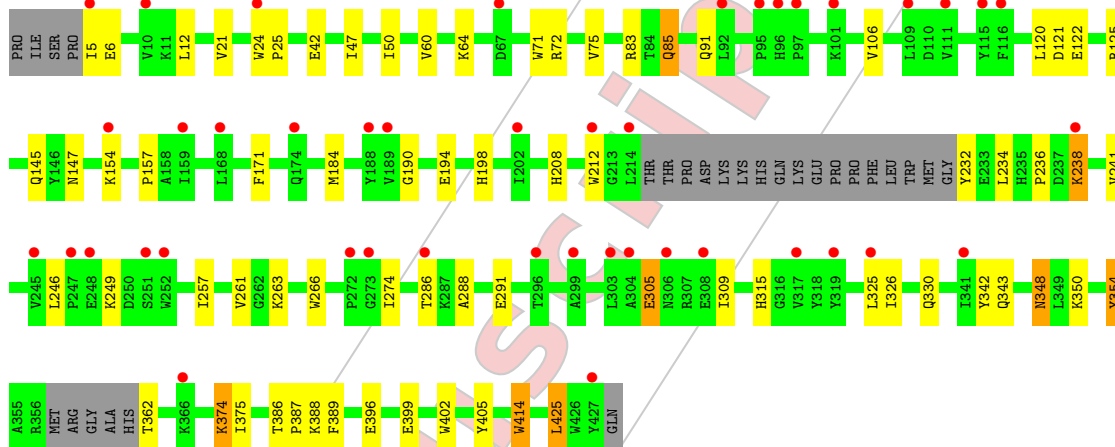 PRO ILE SER PRO I5 E6 V10 K11 L12 V21 W24 P25 E42 I47 I50 V60 K64 D67 W71 R72 V75 R83 T84 Q85 Q91 L92 P95 H96 P97 K101 V106 L109 D110 V111 Y115 F116 L120 D121 E122
Q145 Y146 N147 K154 P157 A158 I159 L168 F171 Q174 M184 Y188 V189 G190 E194 H198 I202 H208 W212 G213 L214 THR THR PRO ASP LYS LYS HIS GLN LYS GLU PRO PRO PHE LEU TRP MET GLY Y232 E233 L234 H235 P236 D237 K238
V245 L246 P247 E248 K249 D250 S251 W252 I257 V261 G262 K263 W266 P272 G273 I274 T286 K287 A288 E291 T296 A299 L303 A304 E305 N306 R307 E308 I309 H315 G316 V317 Y318 Y319 L325 I326 Q330 I341 Y342 Q343 N348 L349 K350
A355 R356 MET ARG GLY ALA HIS T362 K366 K374 I375 T386 P387 K388 F389 E396 E399 W402 Y405 W414 L425 W426 Y427 GLN